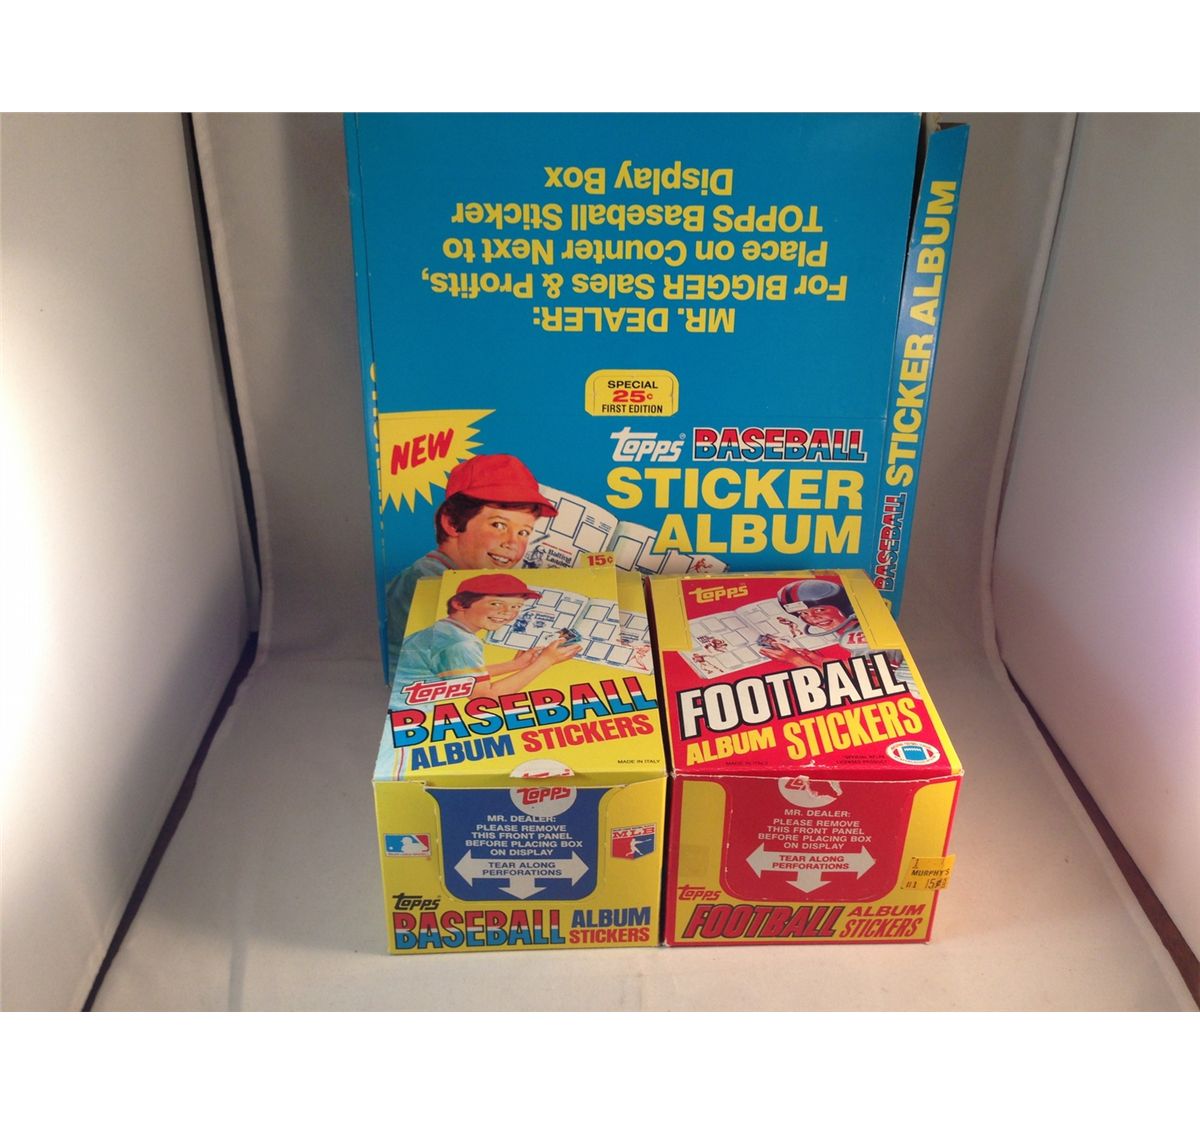 MR. DEALER:
For BIGGER Sales & Profits,
Place on Counter Next to
TOPPS Baseball Sticker
Display Box
SPECIAL
25¢
FIRST EDITION
NEW
Topps® BASEBALL
STICKER
ALBUM
Batting
BASEBALL STICKER ALBUM
15¢
Topps
BASEBALL
ALBUM STICKERS
MADE IN ITALY
Topps
MR. DEALER:
PLEASE REMOVE
THIS FRONT PANEL
BEFORE PLACING BOX
ON DISPLAY
TEAR ALONG
PERFORATIONS
MLB
Topps
BASEBALL ALBUM
STICKERS
Topps
12
FOOTBALL
ALBUM STICKERS
MADE IN ITALY
MR. DEALER:
PLEASE REMOVE
THIS FRONT PANEL
BEFORE PLACING BOX
ON DISPLAY
TEAR ALONG
PERFORATIONS
MURPHY'S
Topps
FOOTBALL ALBUM
STICKERS